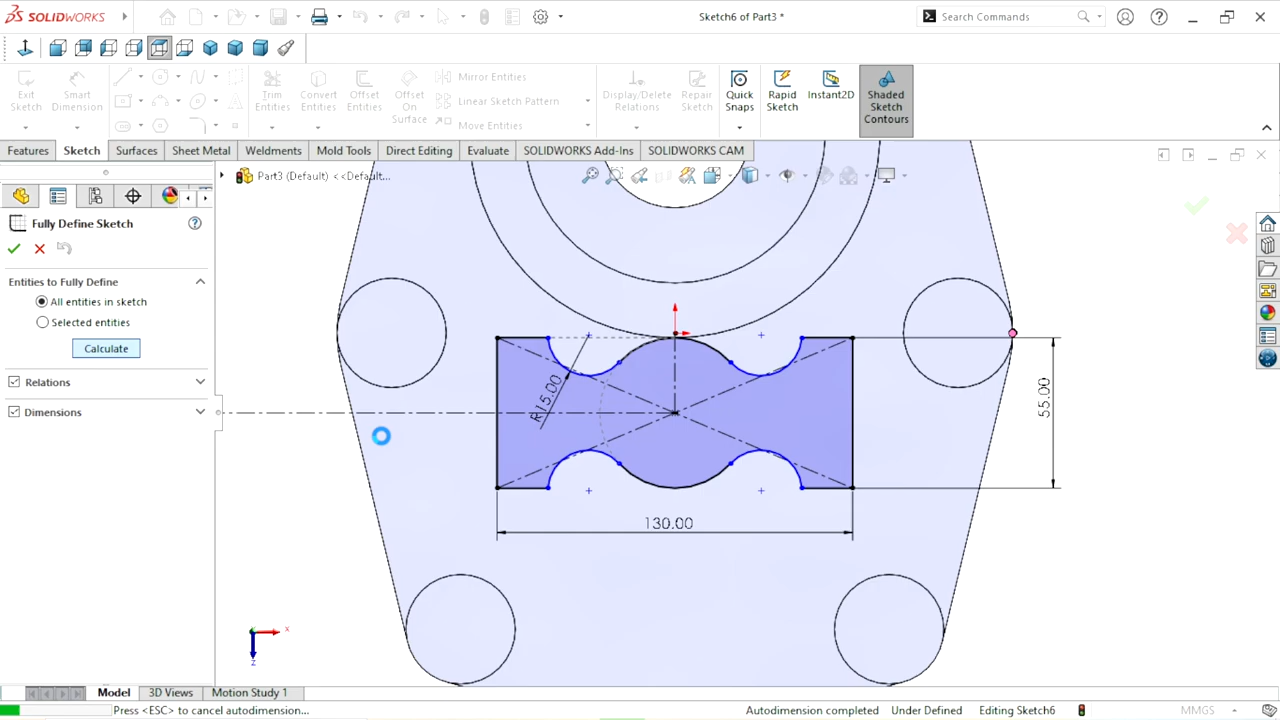 SOLIDWORKS
Sketch6 of Part3 *
Search Commands
Exit Sketch
Smart Dimension
Trim Entities
Convert Entities
Offset Entities
Offset On Surface
Mirror Entities
Linear Sketch Pattern
Move Entities
Display/Delete Relations
Repair Sketch
Quick Snaps
Rapid Sketch
Instant2D
Shaded Sketch Contours
Features
Sketch
Surfaces
Sheet Metal
Weldments
Mold Tools
Direct Editing
Evaluate
SOLIDWORKS Add-Ins
SOLIDWORKS CAM
Part3 (Default) <<Default...
Fully Define Sketch
Entities to Fully Define
All entities in sketch
Selected entities
Calculate
Relations
Dimensions
R15.00
55.00
130.00
x
z
Model
3D Views
Motion Study 1
Press <ESC> to cancel autodimension...
Autodimension completed
Under Defined
Editing Sketch6
MMGS